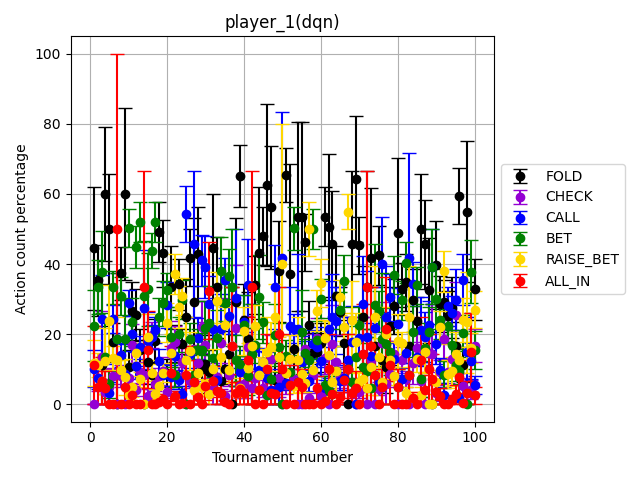 player_1(dqn)
Action count percentage
100
80
60
40
20
0
0 20 40 60 80 100
Tournament number
FOLD
CHECK
CALL
BET
RAISE_BET
ALL_IN